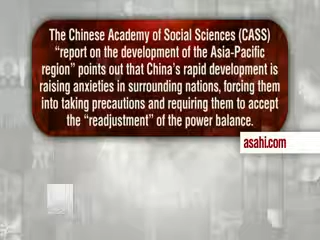 The Chinese Academy of Social Sciences (CASS)
“report on the development of the Asia-Pacific
region” points out that China's rapid development is
raising anxieties in surrounding nations, forcing them
into taking precautions and requiring them to accept
the “readjustment” of the power balance.
asahi.com